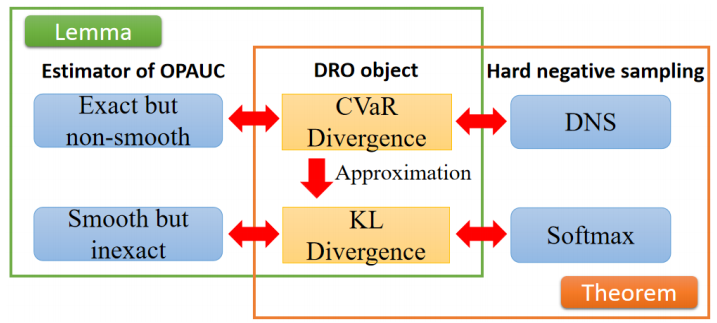 Lemma
Estimator of OPAUC
DRO object
Hard negative sampling
Exact but
non-smooth
CVaR
Divergence
DNS
Approximation
Smooth but
inexact
KL
Divergence
Softmax
Theorem